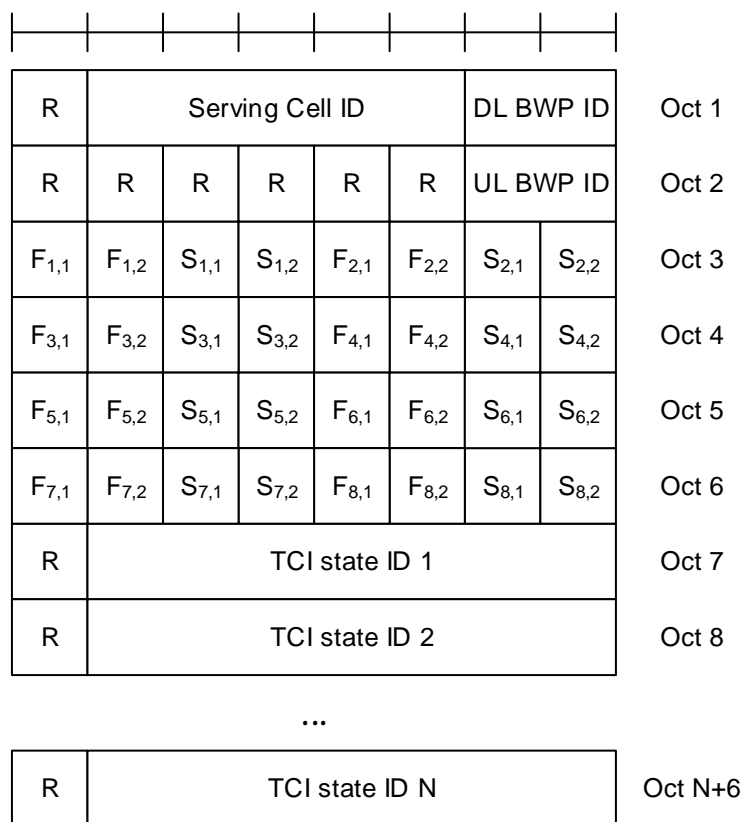 R Serving Cell ID DL BWP ID Oct 1
R R R R R R UL BWP ID Oct 2
F1,1 F1,2 S1,1 S1,2 F2,1 F2,2 S2,1 S2,2 Oct 3
F3,1 F3,2 S3,1 S3,2 F4,1 F4,2 S4,1 S4,2 Oct 4
F5,1 F5,2 S5,1 S5,2 F6,1 F6,2 S6,1 S6,2 Oct 5
F7,1 F7,2 S7,1 S7,2 F8,1 F8,2 S8,1 S8,2 Oct 6
R TCI state ID 1 Oct 7
R TCI state ID 2 Oct 8
...
R TCI state ID N Oct N+6